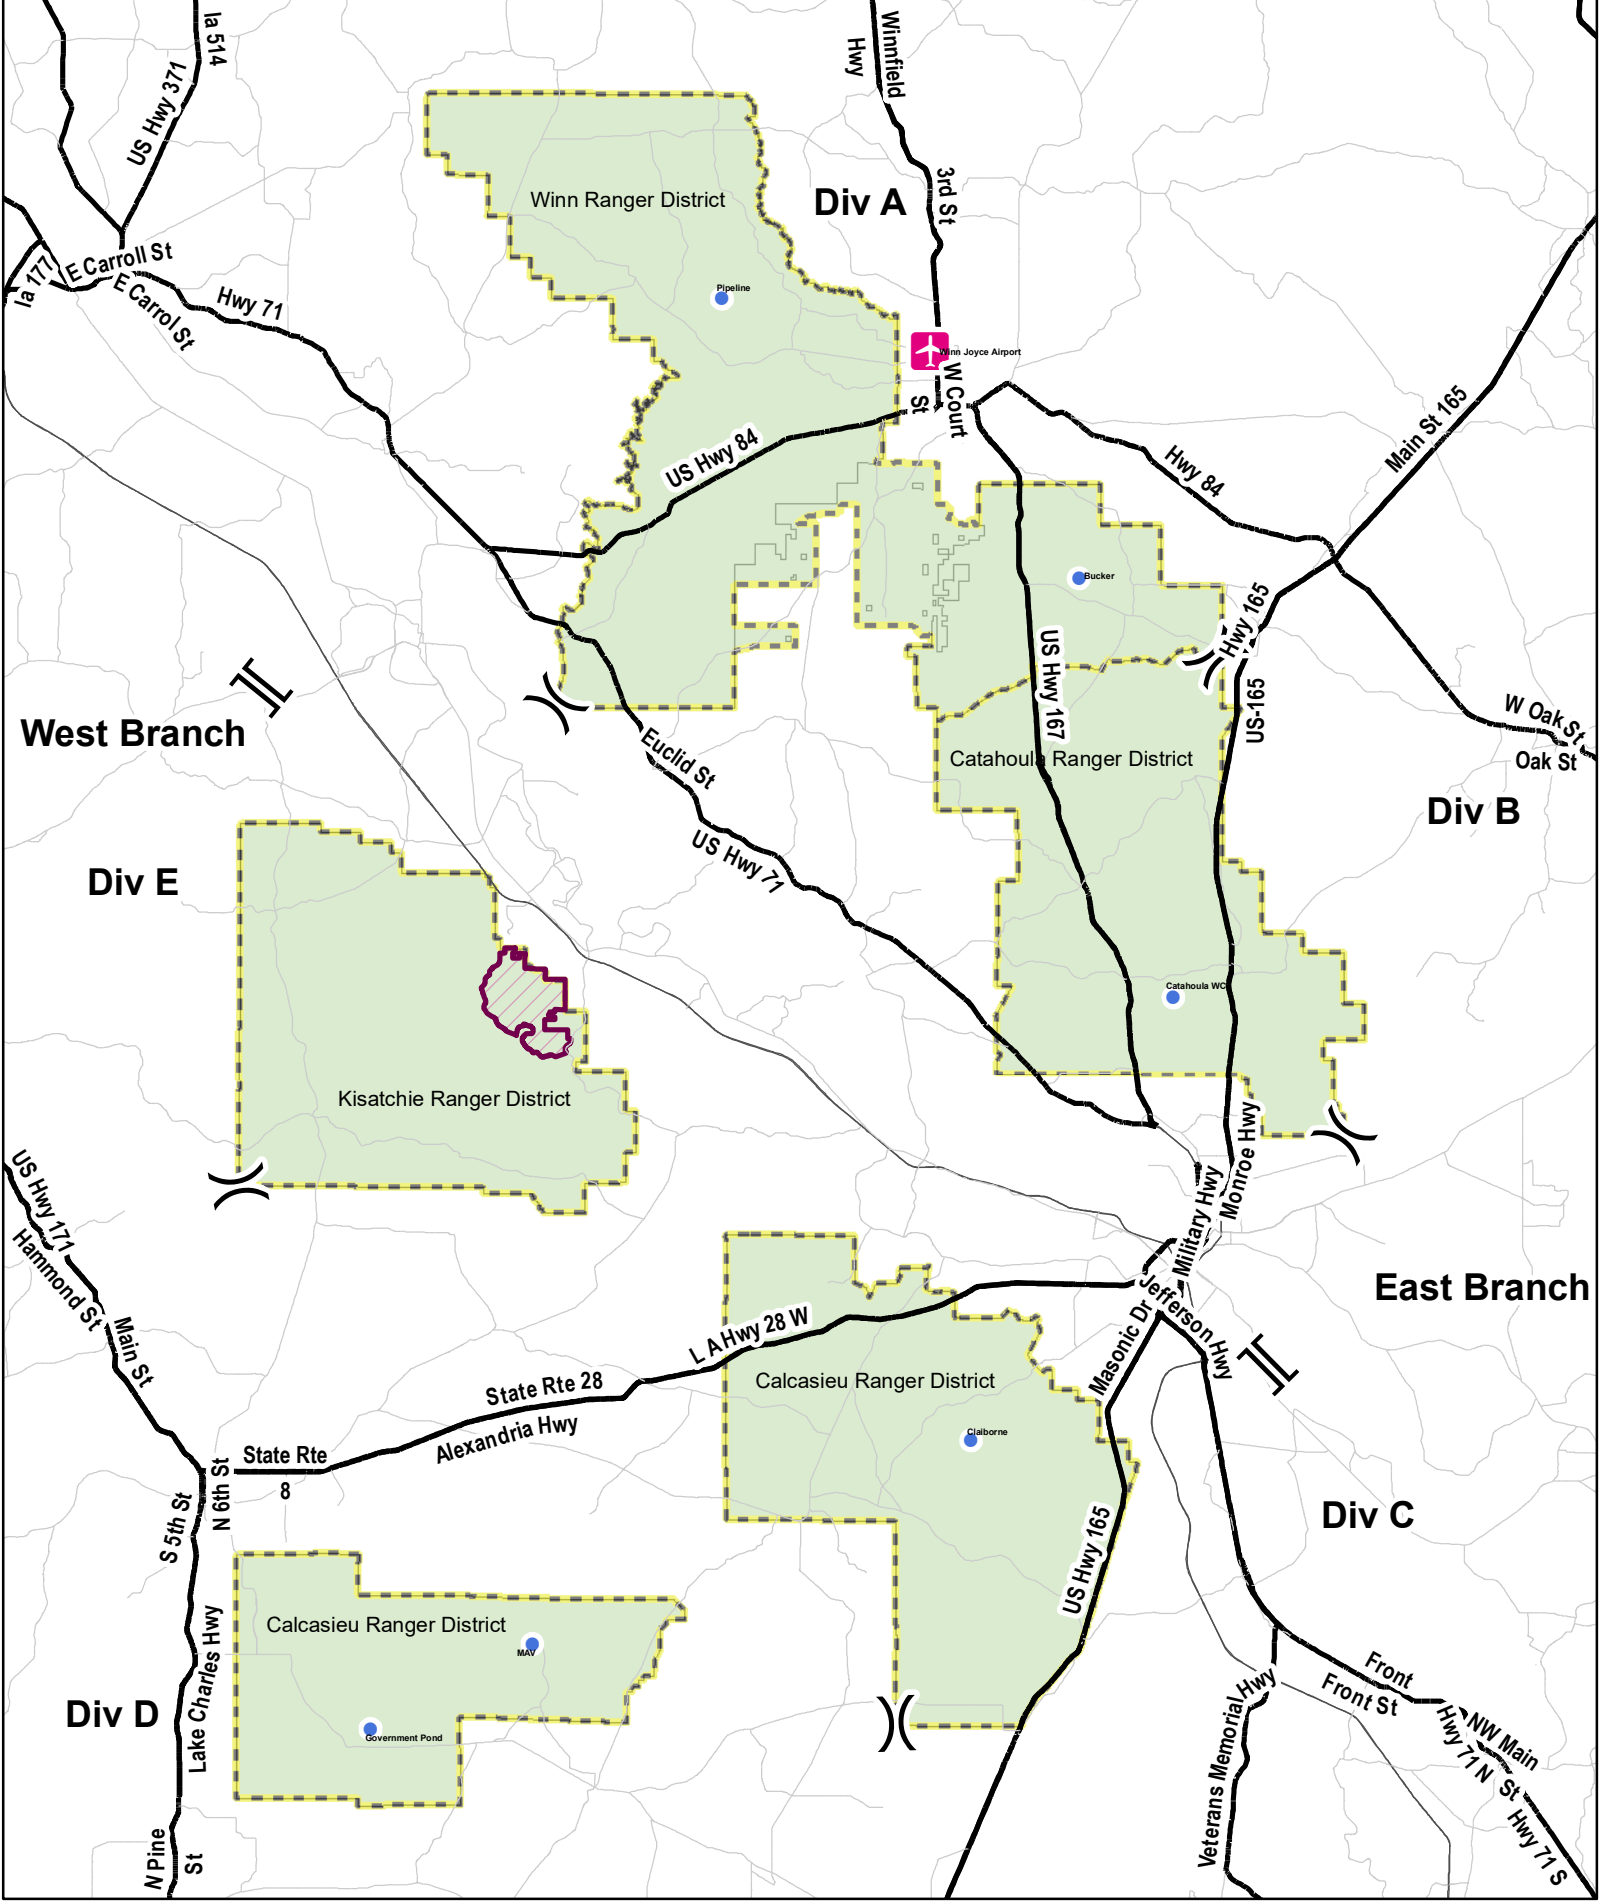 la 514
US Hwy 371
Winnfield
Hwy
Winn Ranger District
Div A
3rd St
E Carroll St
la 177
E Carrol St
Hwy 71
Pipeline
Winn Joyce Airport
W Court
St
US Hwy 84
Main St 165
Hwy 84
Bucker
Hwy 165
US Hwy 167
US-165
West Branch
W Oak St
Oak St
Euclid St
Catahoula Ranger District
Div B
US Hwy 71
Div E
Catahoula WC
Kisatchie Ranger District
US Hwy 171
Hammond St
Main St
Monroe Hwy
Military Hwy
Jefferson Hwy
Masonic Dr
East Branch
L A Hwy 28 W
State Rte 28
Alexandria Hwy
Calcasieu Ranger District
Claiborne
State Rte
8
N 6th St
S 5th St
Div C
US Hwy 165
Calcasieu Ranger District
MAV
Lake Charles Hwy
Div D
Government Pond
Front
Front St
Veterans Memorial Hwy
NW Main
St
Hwy 71 N
Hwy 71 S
N Pine
St